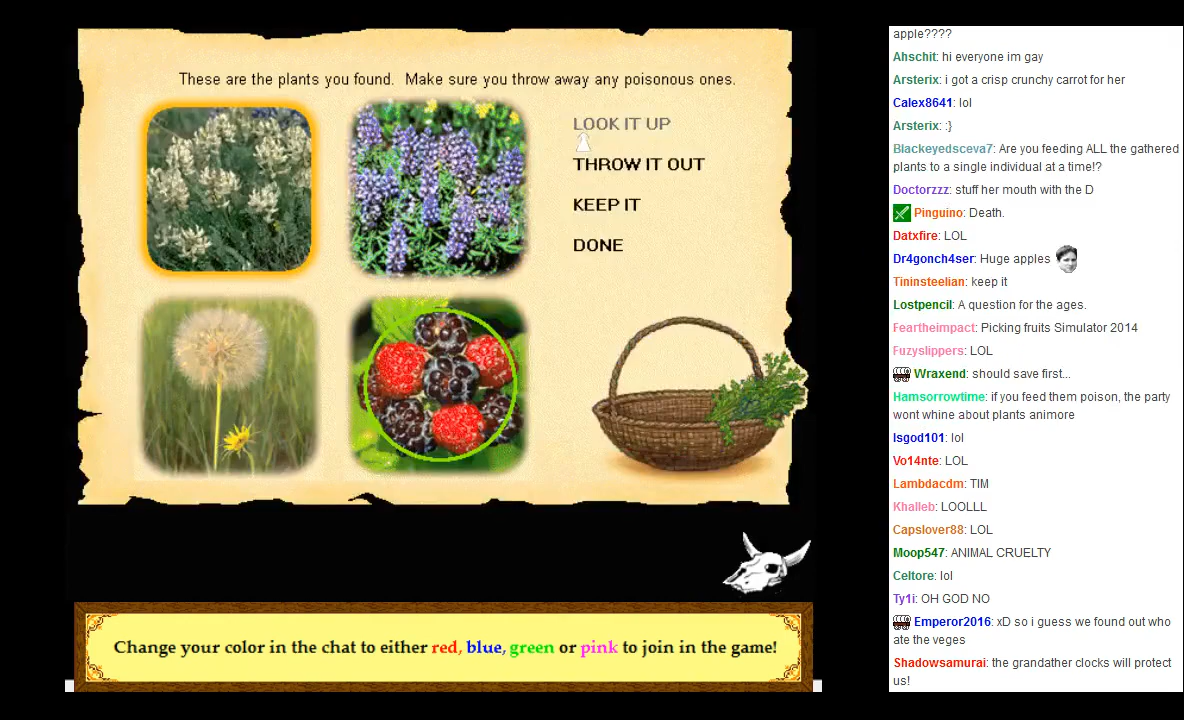 These are the plants you found. Make sure you throw away any poisonous ones.
LOOK IT UP
THROW IT OUT
KEEP IT
DONE
Change your color in the chat to either red, blue, green or pink to join in the game!
apple????
Ahschit: hi everyone im gay
Arsterix: i got a crisp crunchy carrot for her
Calex8641: lol
Arsterix: :}
Blackeyedsceva7: Are you feeding ALL the gathered
plants to a single individual at a time!?
Doctorzzz: stuff her mouth with the D
Pinguino: Death.
Datxfire: LOL
Dr4gonch4ser: Huge apples
Tininsteelian: keep it
Lostpencil: A question for the ages.
Feartheimpact: Picking fruits Simulator 2014
Fuzyslippers: LOL
Wraxend: should save first...
Hamsorrowtime: if you feed them poison, the party
wont whine about plants animore
Isgod101: lol
Vo14nte: LOL
Lambdacdm: TIM
Khalleb: LOOLLL
Capslover88: LOL
Moop547: ANIMAL CRUELTY
Celtore: lol
Ty1i: OH GOD NO
Emperor2016: xD so i guess we found out who
ate the veges
Shadowsamurai: the grandather clocks will protect
us!